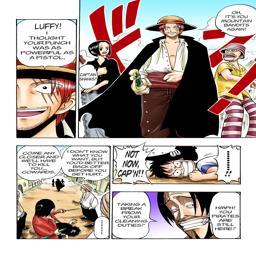 LUFFY!
I
THOUGHT
YOUR PUNCH
WAS AS
POWERFUL AS
A PISTOL.
CAPTAIN
SHANKS!
OH,
IT'S YOU
MOUNTAIN
BANDITS
AGAIN!
COME ANY
CLOSER AND
WE'LL HAVE
TO KILL
YOU,
COWARDS.
I DON'T KNOW
WHAT YOU
WANT, BUT
YOU'D BETTER
BACK OFF
BEFORE YOU
GET HURT.
NOT
NOW,
CAP'N!!
TAKING A
BREAK
FROM
YOUR
CLEANING
DUTIES?
HMPH!
YOU
PIRATES
ARE
STILL
HERE?